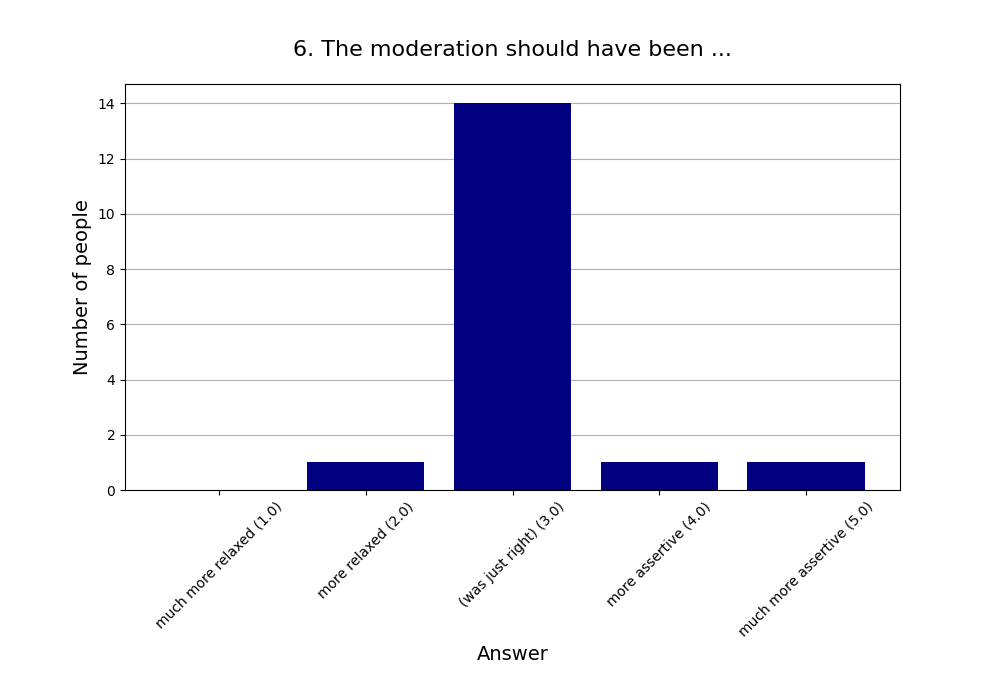 6. The moderation should have been ...
14
12
10
8
6
4
2
0
Number of people
much more relaxed (1.0)
more relaxed (2.0)
(was just right) (3.0)
more assertive (4.0)
much more assertive (5.0)
Answer